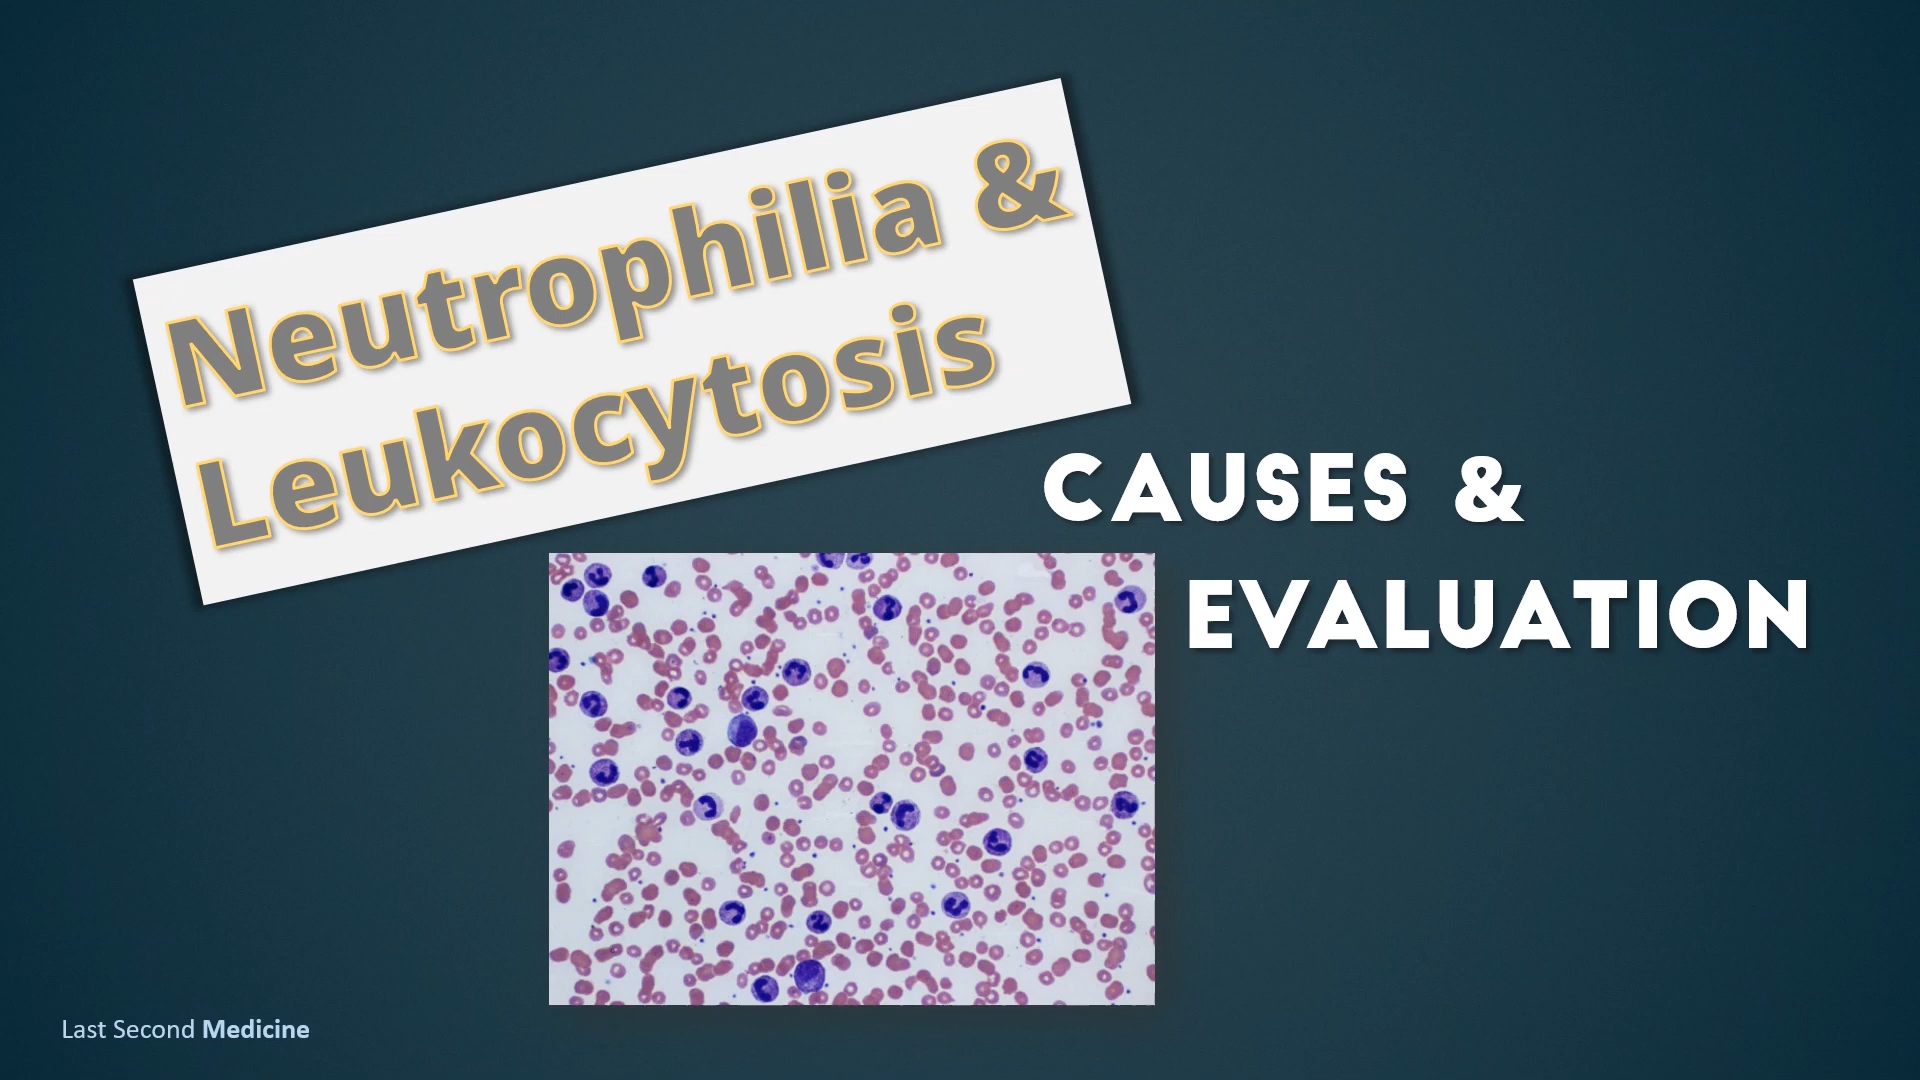 Neutrophilia &
Leukocytosis
CAUSES &
EVALUATION
Last Second Medicine